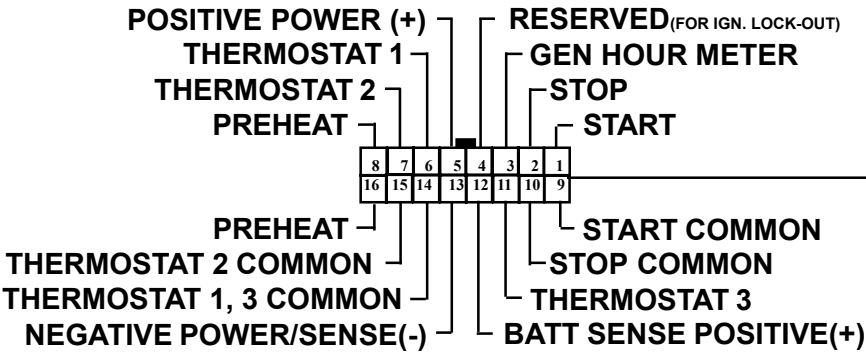 POSITIVE POWER (+) RESERVED(FOR IGN. LOCK-OUT)
THERMOSTAT 1 GEN HOUR METER
THERMOSTAT 2 STOP
PREHEAT START
8 7 6 5 4 3 2 1
16 15 14 13 12 11 10 9
PREHEAT START COMMON
THERMOSTAT 2 COMMON STOP COMMON
THERMOSTAT 1, 3 COMMON THERMOSTAT 3
NEGATIVE POWER/SENSE(-) BATT SENSE POSITIVE(+)